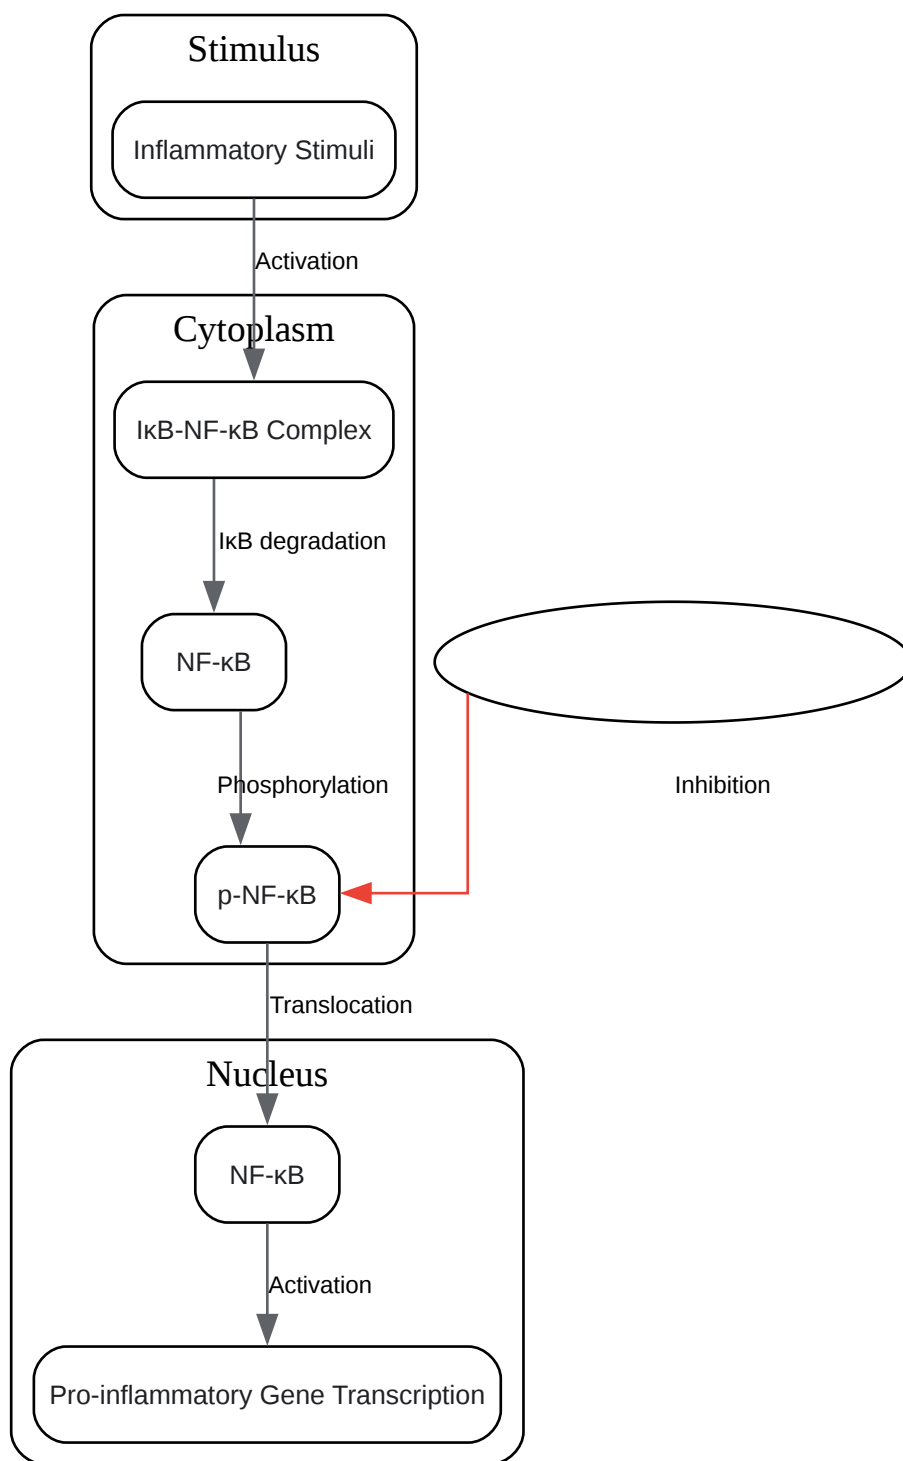 Stimulus
Inflammatory Stimuli
Activation
Cytoplasm
IκB-NF-κB Complex
IκB degradation
NF-κB
Phosphorylation
Inhibition
p-NF-κB
Translocation
Nucleus
NF-κB
Activation
Pro-inflammatory Gene Transcription